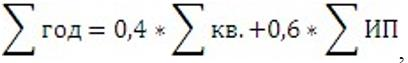 ∑ год = 0,4 * ∑ кв. +0,6 * ∑ ИП ,